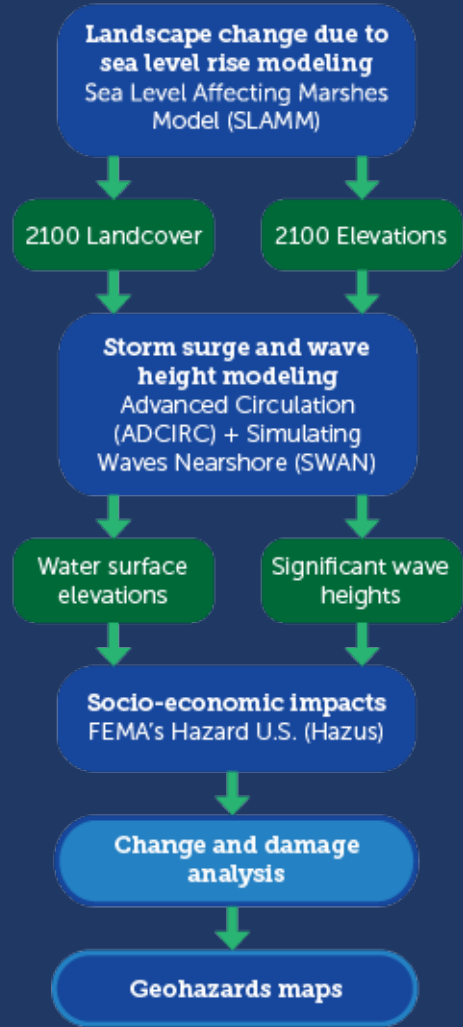 Landscape change due to
sea level rise modeling
Sea Level Affecting Marshes
Model (SLAMM)
2100 Landcover
2100 Elevations
Storm surge and wave
height modeling
Advanced Circulation
(ADCIRC) + Simulating
Waves Nearshore (SWAN)
Water surface
elevations
Significant wave
heights
Socio-economic impacts
FEMA's Hazard U.S. (Hazus)
Change and damage
analysis
Geohazards maps